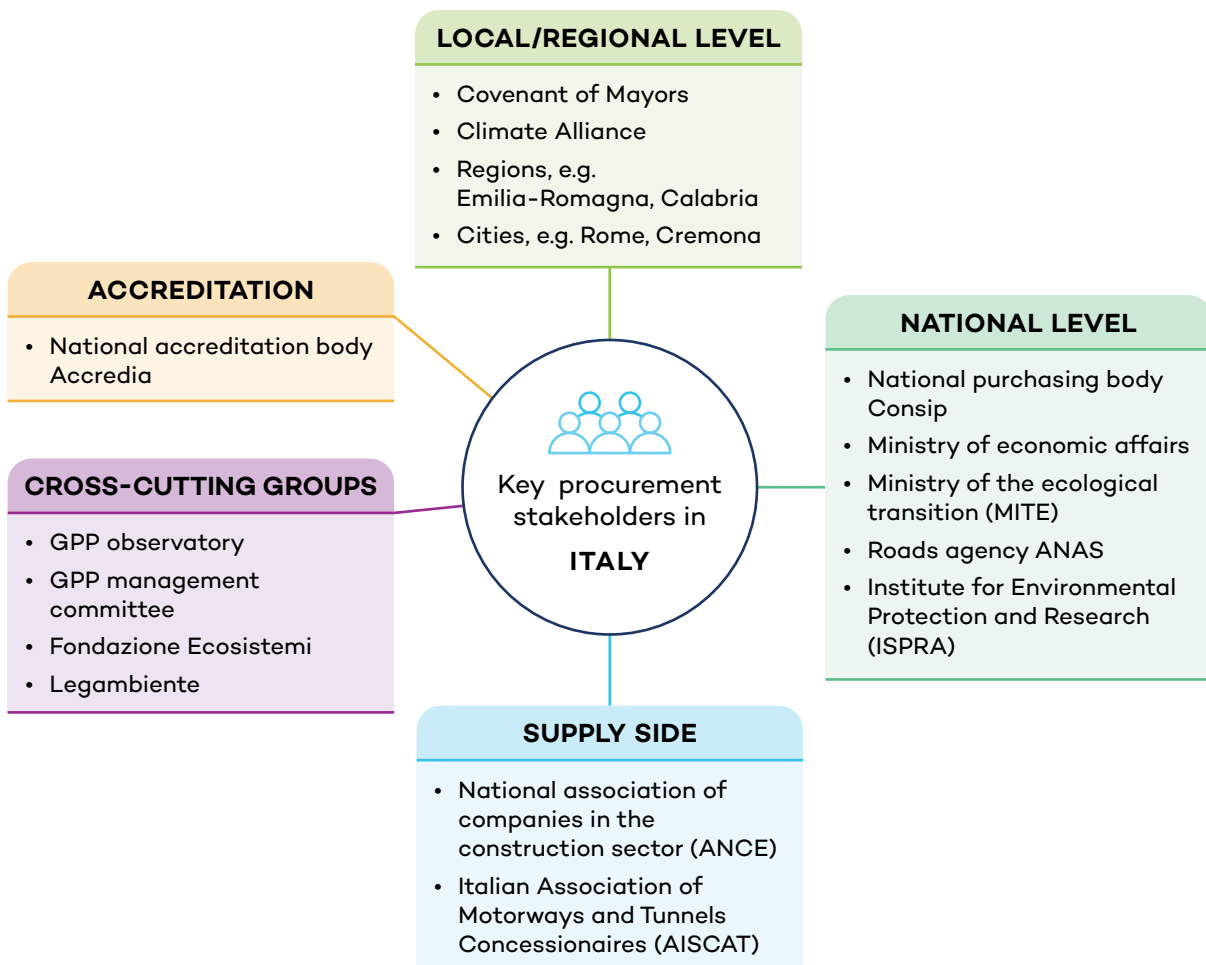 LOCAL/REGIONAL LEVEL
• Covenant of Mayors
• Climate Alliance
• Regions, e.g.
Emilia-Romagna, Calabria
• Cities, e.g. Rome, Cremona
ACCREDITATION
• National accreditation body
Accredia
NATIONAL LEVEL
• National purchasing body
Consip
• Ministry of economic affairs
• Ministry of the ecological
transition (MITE)
• Roads agency ANAS
• Institute for Environmental
Protection and Research
(ISPRA)
Key procurement
stakeholders in
ITALY
CROSS-CUTTING GROUPS
• GPP observatory
• GPP management
committee
• Fondazione Ecosistemi
• Legambiente
SUPPLY SIDE
• National association of
companies in the
construction sector (ANCE)
• Italian Association of
Motorways and Tunnels
Concessionaires (AISCAT)